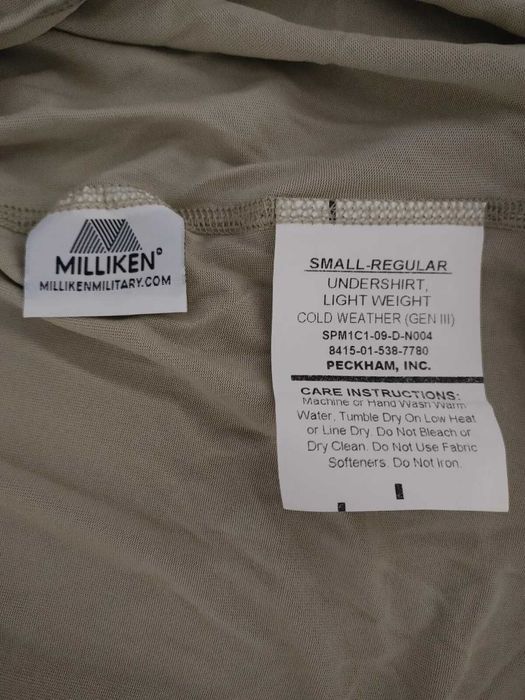 MILLIKEN
MILLIKENMILITARY.COM
SMALL-REGULAR
UNDERSHIRT,
LIGHT WEIGHT
COLD WEATHER (GEN III)
SPM1C1-09-D-N004
8415-01-538-7780
PECKHAM, INC.
CARE INSTRUCTIONS:
Machine or Hand Wash Warm
Water, Tumble Dry On Low Heat
or Line Dry. Do Not Bleach or
Dry Clean. Do Not Use Fabric
Softeners. Do Not Iron.